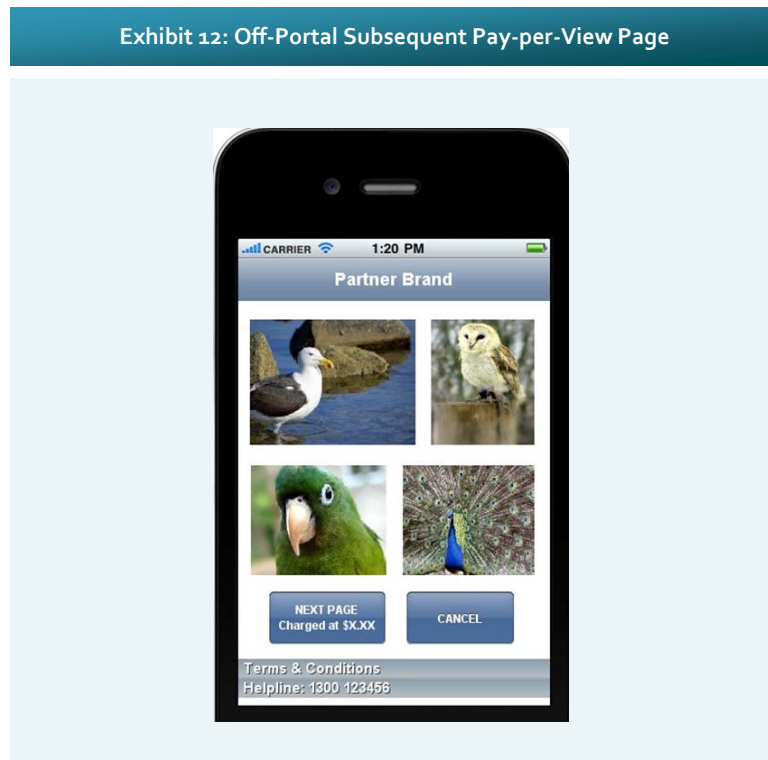 Exhibit 12: Off-Portal Subsequent Pay-per-View Page
CARRIER 1:20 PM
Partner Brand
NEXT PAGE
Charged at $X.XX
CANCEL
Terms & Conditions
Helpline: 1300 123456